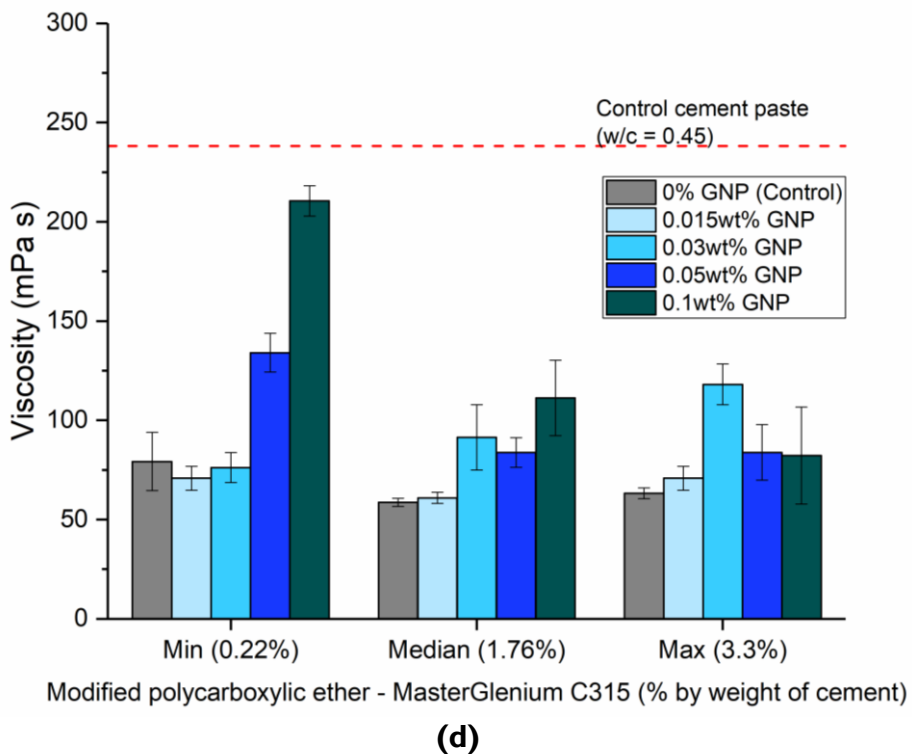 300
250
200
150
100
50
0
Viscosity (mPa s)
Control cement paste
(w/c = 0.45)
0% GNP (Control)
0.015wt% GNP
0.03wt% GNP
0.05wt% GNP
0.1wt% GNP
Min (0.22%) Median (1.76%) Max (3.3%)
Modified polycarboxylic ether - MasterGlenium C315 (% by weight of cement)
(d)